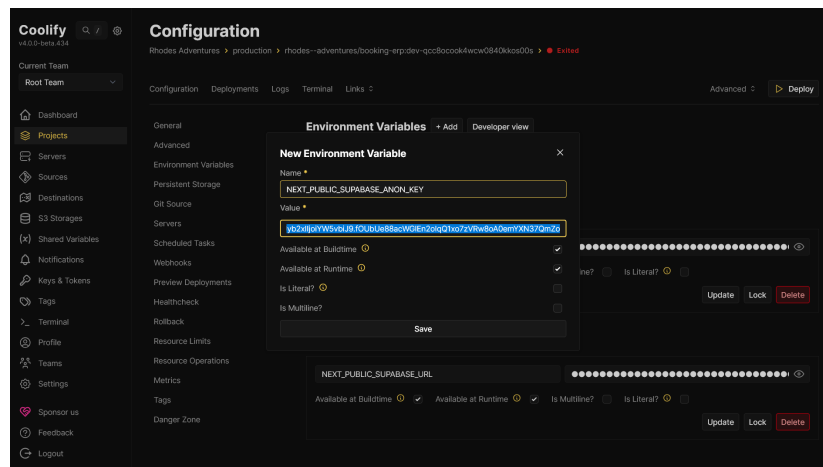 Coolify
/
v4.0.0-beta.434
Current Team
Root Team
Dashboard
Projects
Servers
Sources
Destinations
S3 Storages
Shared Variables
Notifications
Keys & Tokens
Tags
Terminal
Profile
Teams
Settings
Sponsor us
Feedback
Logout
Configuration
Rhodes Adventures > production > rhodes--adventures/booking-erp:dev-qcc8ocook4wcw0840kkos00s > Exited
Configuration Deployments Logs Terminal Links
Advanced Deploy
General
Advanced
Environment Variables
Persistent Storage
Git Source
Servers
Scheduled Tasks
Webhooks
Preview Deployments
Healthcheck
Rollback
Resource Limits
Resource Operations
Metrics
Tags
Danger Zone
Environment Variables + Add Developer view
New Environment Variable
Name *
NEXT_PUBLIC_SUPABASE_ANON_KEY
Value *
Available at Buildtime
Available at Runtime
Is Literal?
Is Multiline?
Save
ine? Is Literal?
Update Lock Delete
NEXT_PUBLIC_SUPABASE_URL
Available at Buildtime Available at Runtime Is Multiline? Is Literal?
Update Lock Delete